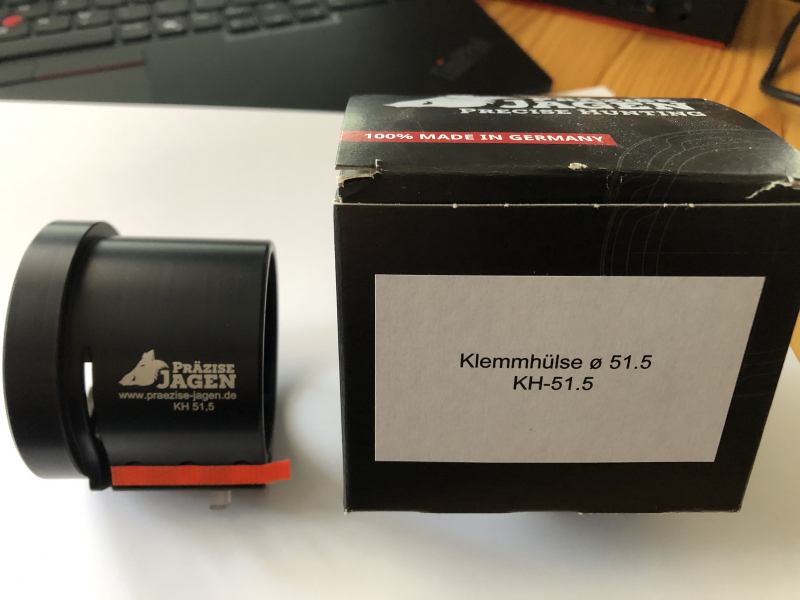 JAGEN
PRECISE HUNTING
100% MADE IN GERMANY
Klemmhülse ø 51.5
KH-51.5
PRÄZISE
JAGEN
www.praezise-jagen.de
KH 51,5